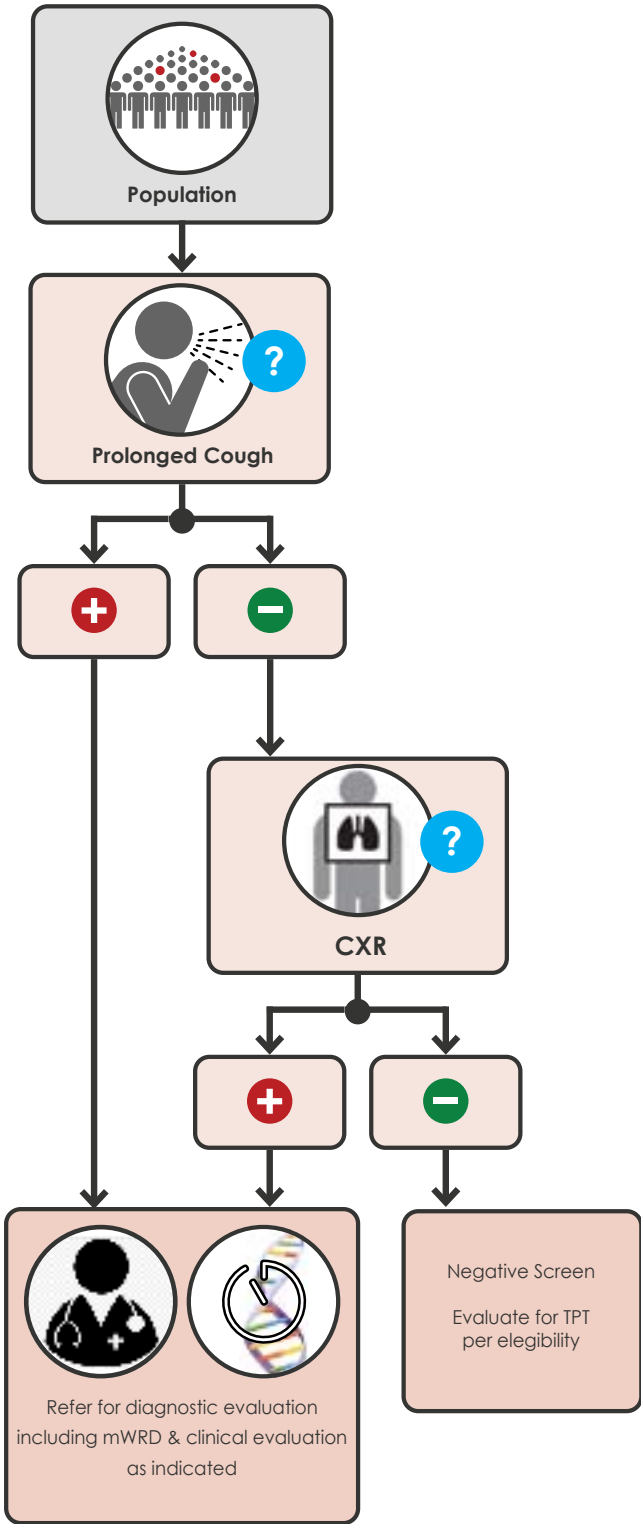 Population
?
Prolonged Cough
+
−
?
CXR
+
−
Refer for diagnostic evaluation
including mWRD & clinical evaluation
as indicated
Negative Screen
Evaluate for TPT
per elegibility